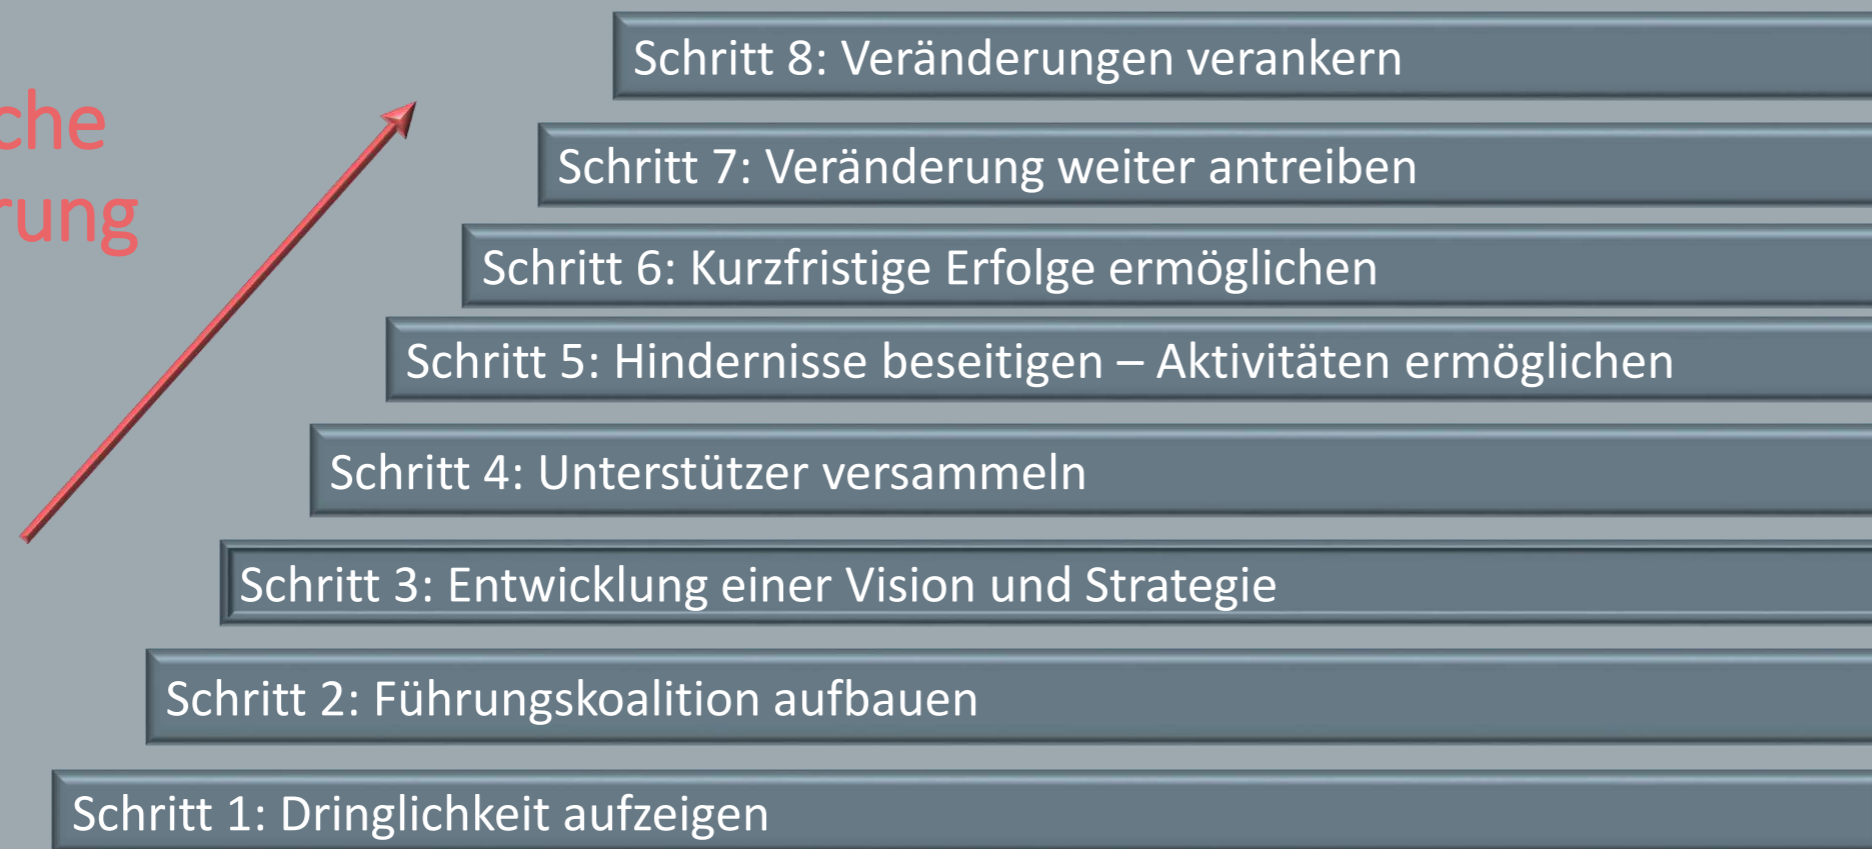 Schritt 8: Veränderungen verankern
che
rung
Schritt 7: Veränderung weiter antreiben
Schritt 6: Kurzfristige Erfolge ermöglichen
Schritt 5: Hindernisse beseitigen – Aktivitäten ermöglichen
Schritt 4: Unterstützer versammeln
Schritt 3: Entwicklung einer Vision und Strategie
Schritt 2: Führungskoalition aufbauen
Schritt 1: Dringlichkeit aufzeigen